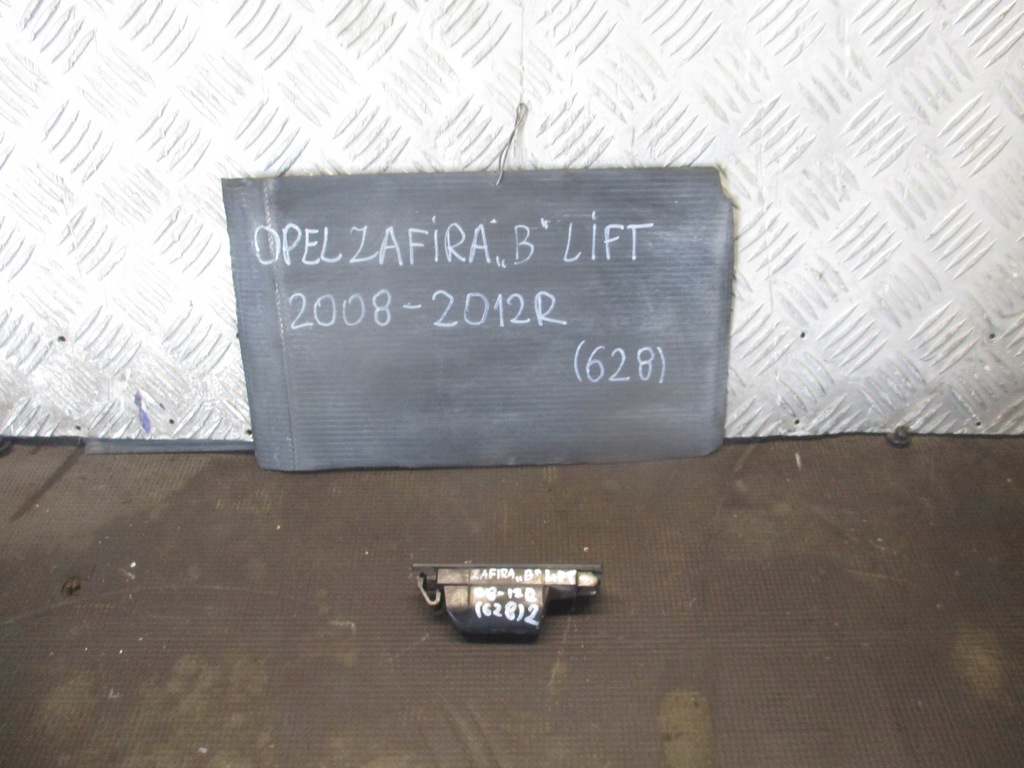 OPEL ZAFIRA „B" LIFT
2008-2012R
(628)
ZAFIRA „B" LIFT
08-12R
(628) 2